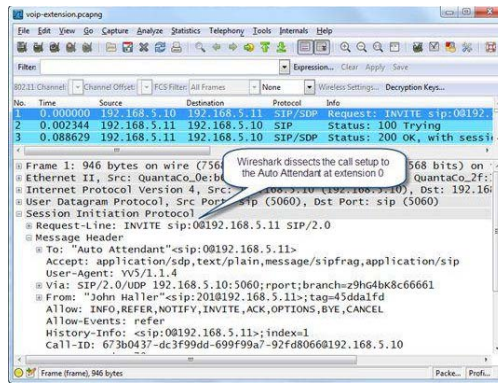 voip-extension.pcapng
File Edit View Go Capture Analyze Statistics Telephony Tools Internals Help
Filter: Expression... Clear Apply Save
802.11 Channel: Channel Offset: FCS Filter: All Frames None Wireless Settings... Decryption Keys...
No. Time Source Destination Protocol Info
1 0.000000 192.168.5.10 192.168.5.11 SIP/SDP Request: INVITE sip:0@192.
2 0.002344 192.168.5.11 192.168.5.10 SIP Status: 100 Trying
3 0.088629 192.168.5.11 192.168.5.10 SIP/SDP Status: 200 OK, with sessi
Wireshark dissects the call setup to
the Auto Attendant at extension 0
Frame 1: 946 bytes on wire (756 568 bits) on
Ethernet II, Src: QuantaCo_0e: QuantaCo_2f:
Internet Protocol Version 4, Src: 192.168.5.10 (192.168.5.10), Dst: 192.16
User Datagram Protocol, Src Port: sip (5060), Dst Port: sip (5060)
Session Initiation Protocol
Request-Line: INVITE sip:0@192.168.5.11 SIP/2.0
Message Header
To: "Auto Attendant"<sip:0@192.168.5.11>
Accept: application/sdp,text/plain,message/sipfrag,application/sip
User-Agent: YV5/1.1.4
Via: SIP/2.0/UDP 192.168.5.10:5060;rport;branch=z9hG4bK8c66661
From: "John Haller"<sip:201@192.168.5.11>;tag=45dda1fd
Allow: INFO,REFER,NOTIFY,INVITE,ACK,OPTIONS,BYE,CANCEL
Allow-Events: refer
History-Info: <sip:0@192.168.5.11>;index=1
Call-ID: 673b0437-dc3f99dd-699f99a7-92fd8066@192.168.5.10
Frame (frame), 946 bytes Packe... Profi...